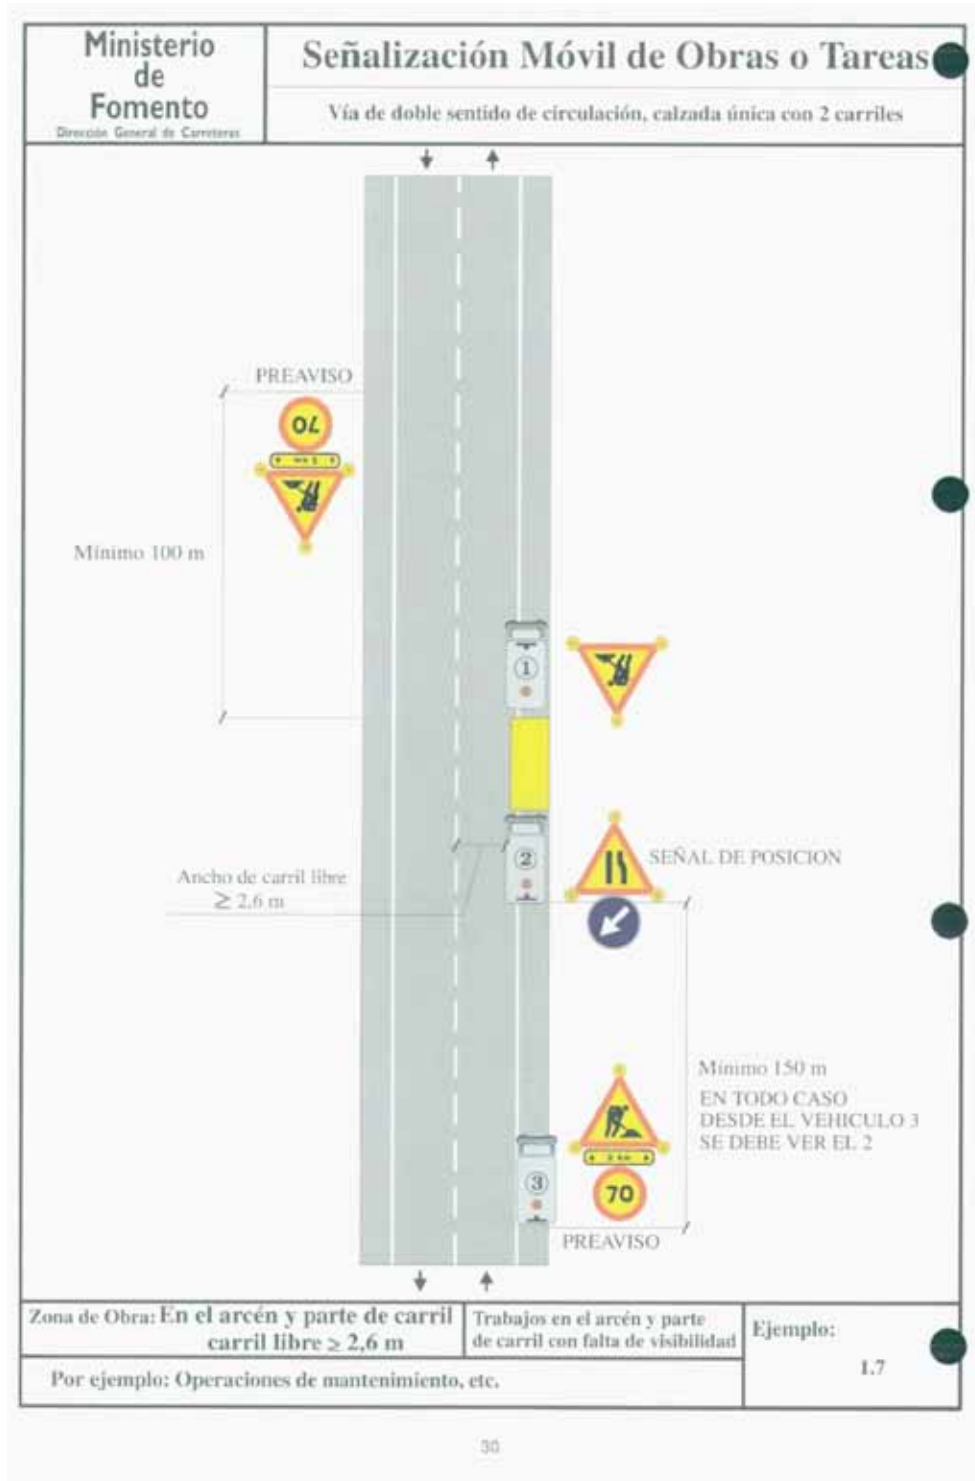 Ministerio
de
Fomento
Dirección General de Carreteras
Señalización Móvil de Obras o Tareas
Vía de doble sentido de circulación, calzada única con 2 carriles
PREAVISO
70
Mínimo 100 m
1
2
SEÑAL DE POSICION
Ancho de carril libre
≥ 2,6 m
Mínimo 150 m
EN TODO CASO
DESDE EL VEHICULO 3
SE DEBE VER EL 2
3
70
PREAVISO
Zona de Obra: En el arcén y parte de carril
carril libre ≥ 2,6 m
Trabajos en el arcén y parte
de carril con falta de visibilidad
Ejemplo:
1.7
Por ejemplo: Operaciones de mantenimiento, etc.
30